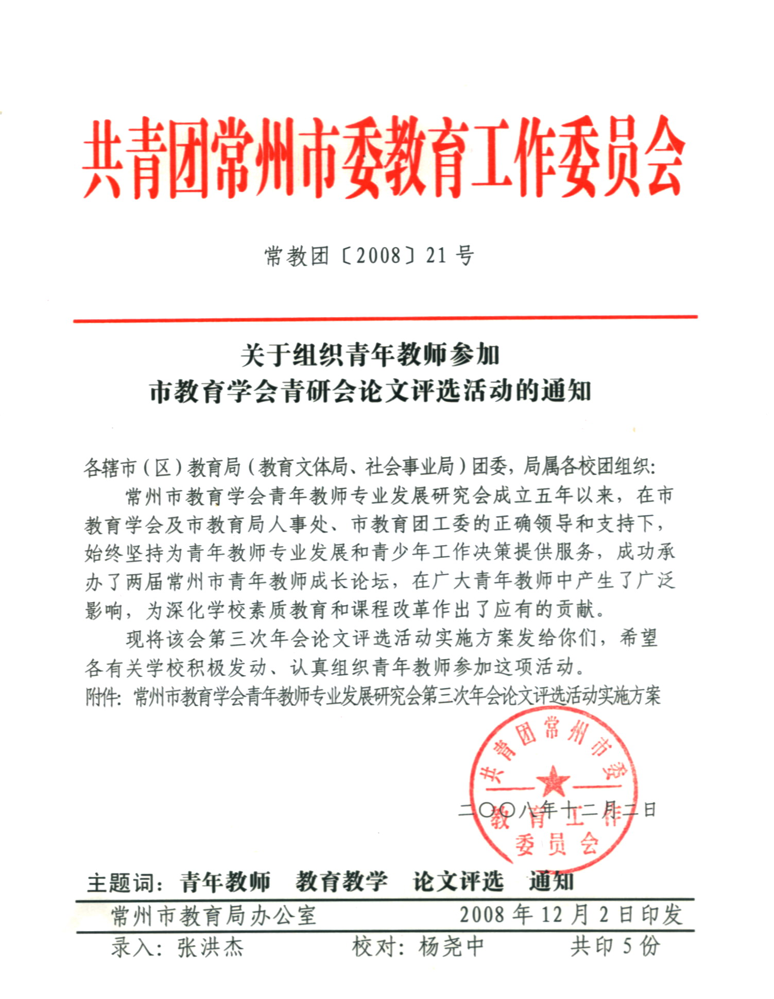 共青团常州市委教育工作委员会
常教团〔2008〕21 号
关于组织青年教师参加
市教育学会青研会论文评选活动的通知
各辖市（区）教育局（教育文体局、社会事业局）团委，局属各校团组织：
常州市教育学会青年教师专业发展研究会成立五年以来，在市
教育学会及市教育局人事处、市教育团工委的正确领导和支持下，
始终坚持为青年教师专业发展和青少年工作决策提供服务，成功承
办了两届常州市青年教师成长论坛，在广大青年教师中产生了广泛
影响，为深化学校素质教育和课程改革作出了应有的贡献。
现将该会第三次年会论文评选活动实施方案发给你们，希望
各有关学校积极发动、认真组织青年教师参加这项活动。
附件：常州市教育学会青年教师专业发展研究会第三次年会论文评选活动实施方案
共青团常州市委
二〇〇八年十二月二日
教育工作
委员会
主题词：青年教师 教育教学 论文评选 通知
常州市教育局办公室 2008 年 12 月 2 日印发
录入：张洪杰 校对：杨尧中 共印 5 份